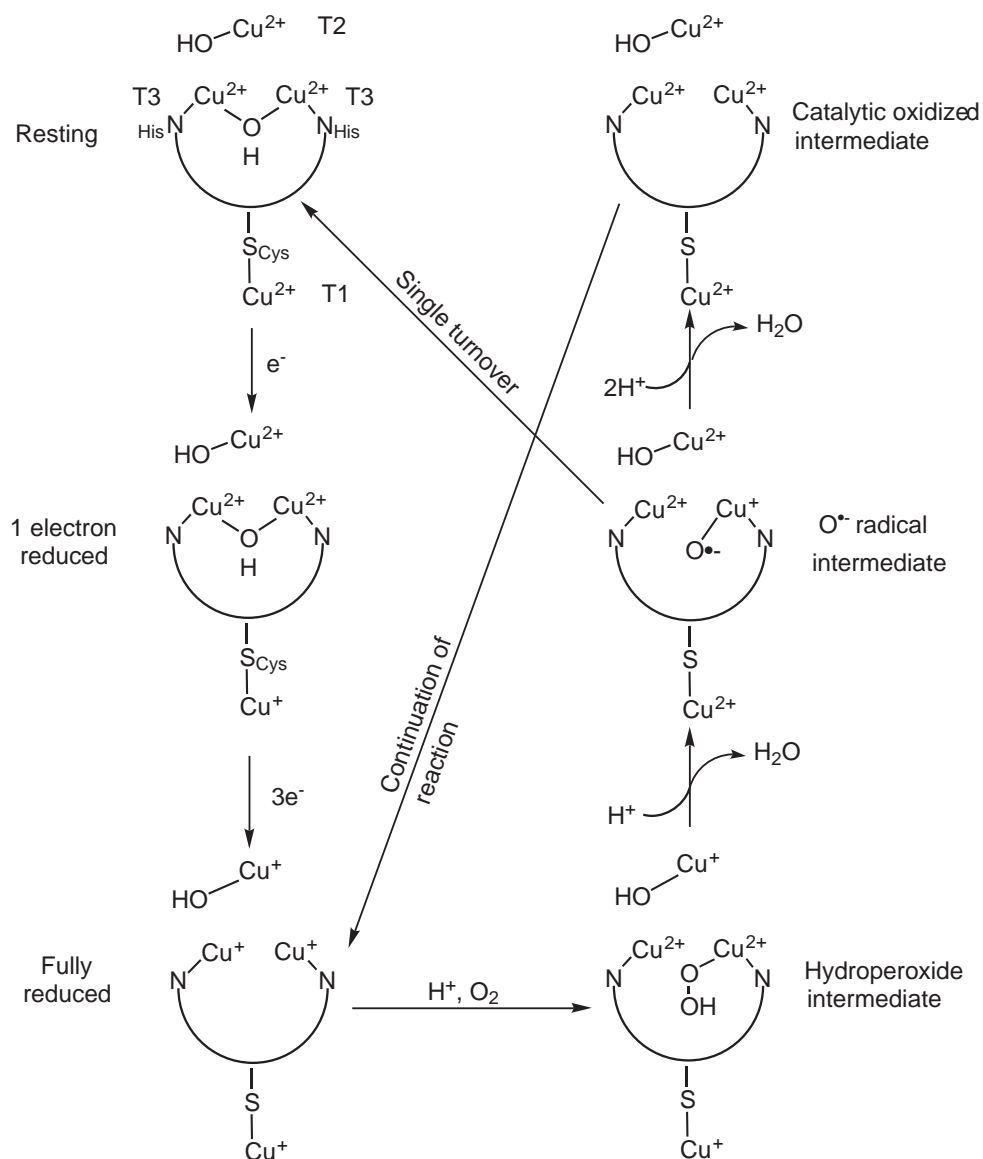 HO Cu2+ T2
T3 Cu2+ Cu2+ T3
HisN O NHis
H
Resting
SCys
Cu2+ T1
e-
HO Cu2+
Cu2+ Cu2+
N O N
H
1 electron
reduced
SCys
Cu+
3e-
HO Cu+
Cu+ Cu+
N N
Fully
reduced
S
Cu+
H+, O2
Single turnover
Continuation of
reaction
HO Cu2+
Cu2+ Cu2+
N N
Catalytic oxidized
intermediate
S
Cu2+
H2O
2H+
HO Cu2+
Cu2+ Cu+
N O•- N
O•- radical
intermediate
S
Cu2+
H2O
H+
HO Cu+
Cu2+ Cu2+
N O N
OH
Hydroperoxide
intermediate
S
Cu+